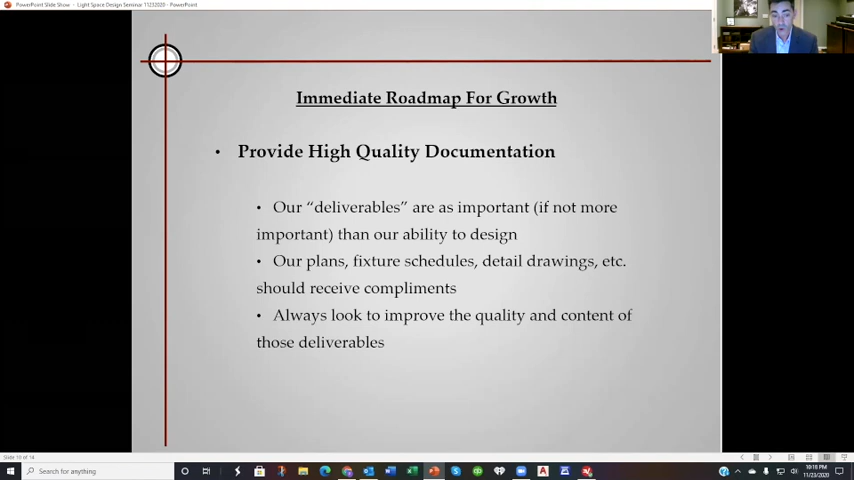 PowerPoint Slide Show - Light Space Design Seminar 11232020 - PowerPoint
Immediate Roadmap For Growth
• Provide High Quality Documentation
• Our “deliverables” are as important (if not more
important) than our ability to design
• Our plans, fixture schedules, detail drawings, etc.
should receive compliments
• Always look to improve the quality and content of
those deliverables
Slide 10 of 14
Search for anything
10:18 PM
11/23/2020